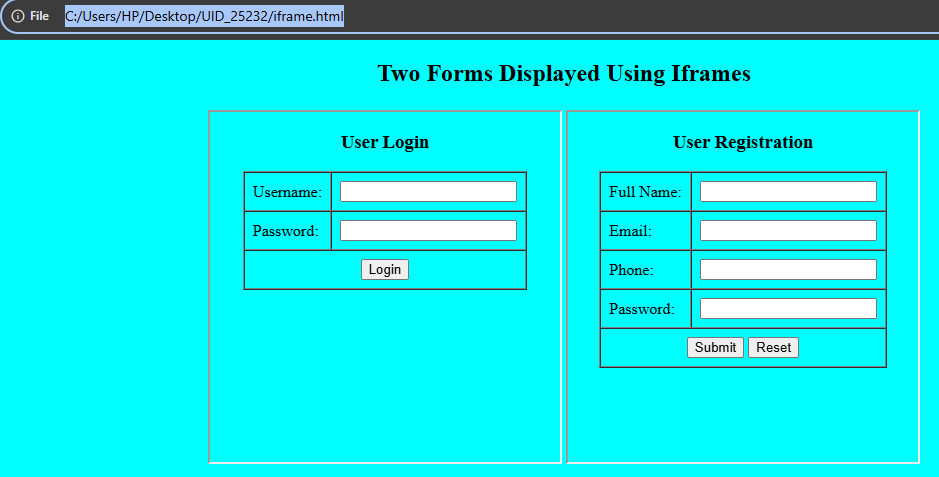 File C:/Users/HP/Desktop/UID_25232/iframe.html
Two Forms Displayed Using Iframes
User Login
Username:
Password:
Login
User Registration
Full Name:
Email:
Phone:
Password:
Submit Reset